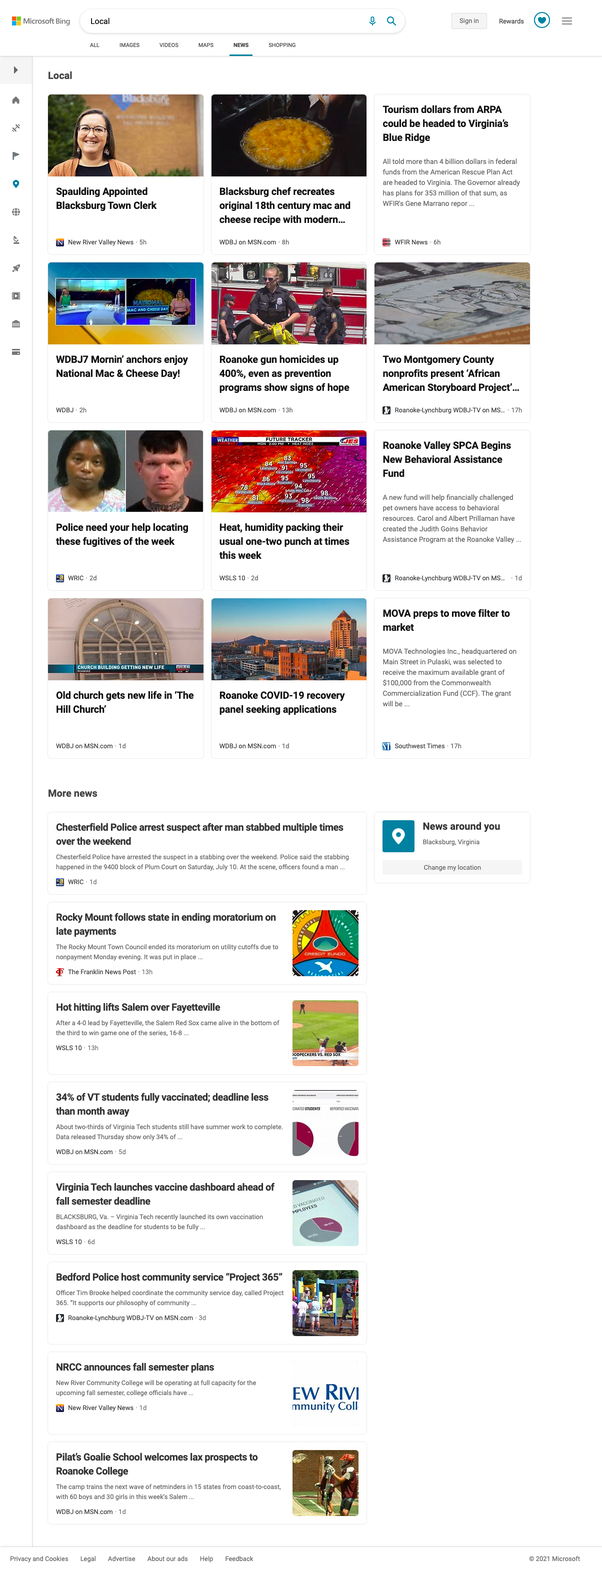 Microsoft Bing
Local
Sign in
Rewards
ALL
IMAGES
VIDEOS
MAPS
NEWS
SHOPPING
Local
Blacksburg
Spaulding Appointed
Blacksburg Town Clerk
New River Valley News · 5h
Blacksburg chef recreates
original 18th century mac and
cheese recipe with modern...
WDBJ on MSN.com · 8h
Tourism dollars from ARPA
could be headed to Virginia's
Blue Ridge
All told more than 4 billion dollars in federal
funds from the American Rescue Plan Act
are headed to Virginia. The Governor already
has plans for 353 million of that sum, as
WFIR's Gene Marrano repor ...
WFIR News · 6h
NATIONAL
MAC AND CHEESE DAY
WDBJ7 Mornin' anchors enjoy
National Mac & Cheese Day!
WDBJ · 2h
Roanoke gun homicides up
400%, even as prevention
programs show signs of hope
WDBJ on MSN.com · 13h
Two Montgomery County
nonprofits present 'African
American Storyboard Project'...
Roanoke-Lynchburg WDBJ-TV on MS... · 17h
Police need your help locating
these fugitives of the week
WRIC · 2d
WEATHER
FUTURE TRACKER
Heat, humidity packing their
usual one-two punch at times
this week
WSLS 10 · 2d
Roanoke Valley SPCA Begins
New Behavioral Assistance
Fund
A new fund will help financially challenged
pet owners have access to behavioral
resources. Carol and Albert Prillaman have
created the Judith Goins Behavior
Assistance Program at the Roanoke Valley ...
Roanoke-Lynchburg WDBJ-TV on MS... · 1d
CHURCH BUILDING GETTING NEW LIFE
Old church gets new life in 'The
Hill Church'
WDBJ on MSN.com · 1d
Roanoke COVID-19 recovery
panel seeking applications
WDBJ on MSN.com · 1d
MOVA preps to move filter to
market
MOVA Technologies Inc., headquartered on
Main Street in Pulaski, was selected to
receive the maximum available grant of
$100,000 from the Commonwealth
Commercialization Fund (CCF). The grant
will be ...
Southwest Times · 17h
More news
Chesterfield Police arrest suspect after man stabbed multiple times
over the weekend
Chesterfield Police have arrested the suspect in a stabbing over the weekend. Police said the stabbing
happened in the 9400 block of Plum Court on Saturday, July 10. At the scene, officers found a man ...
WRIC · 1d
News around you
Blacksburg, Virginia
Change my location
Rocky Mount follows state in ending moratorium on
late payments
The Rocky Mount Town Council ended its moratorium on utility cutoffs due to
nonpayment Monday evening. It was put in place ...
The Franklin News Post · 13h
CREDIT EUNDO
Hot hitting lifts Salem over Fayetteville
After a 4-0 lead by Fayetteville, the Salem Red Sox came alive in the bottom of
the third to win game one of the series, 16-8 ...
WSLS 10 · 13h
ODPECKERS VS. RED SOX
34% of VT students fully vaccinated; deadline less
than month away
About two-thirds of Virginia Tech students still have summer work to complete.
Data released Thursday show only 34% of ...
WDBJ on MSN.com · 5d
Virginia Tech launches vaccine dashboard ahead of
fall semester deadline
BLACKSBURG, Va. – Virginia Tech recently launched its own vaccination
dashboard as the deadline for students to be fully ...
WSLS 10 · 6d
Bedford Police host community service "Project 365"
Officer Tim Brooke helped coordinate the community service day, called Project
365. "It supports our philosophy of community ...
Roanoke-Lynchburg WDBJ-TV on MSN.com · 3d
NRCC announces fall semester plans
New River Community College will be operating at full capacity for the
upcoming fall semester, college officials have ...
New River Valley News · 1d
EW RIVI
mmunity Coll
Pilat's Goalie School welcomes lax prospects to
Roanoke College
The camp trains the next wave of netminders in 15 states from coast-to-coast,
with 60 boys and 30 girls in this week's Salem ...
WDBJ on MSN.com · 1d
Privacy and Cookies
Legal
Advertise
About our ads
Help
Feedback
© 2021 Microsoft